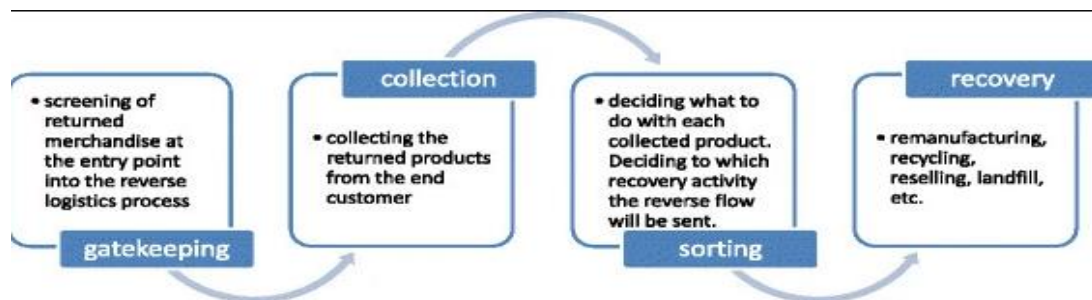 • screening of
returned
merchandise at
the entry point
into the reverse
logistics process
gatekeeping
collection
• collecting the
returned products
from the end
customer
• deciding what to
do with each
collected product.
Deciding to which
recovery activity
the reverse flow
will be sent.
sorting
recovery
• remanufacturing,
recycling,
reselling, landfill,
etc.